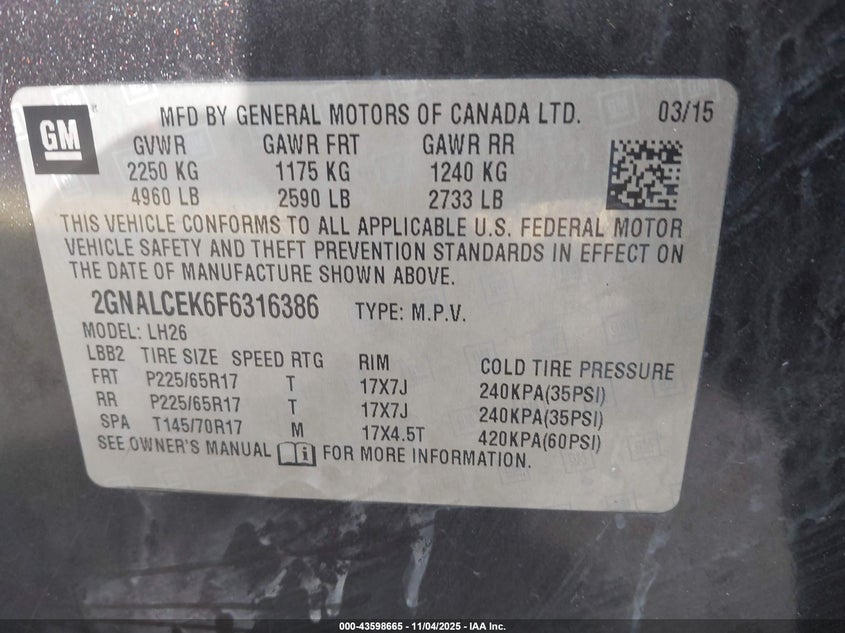 GM
MFD BY GENERAL MOTORS OF CANADA LTD. 03/15
GVWR GAWR FRT GAWR RR
2250 KG 1175 KG 1240 KG
4960 LB 2590 LB 2733 LB
THIS VEHICLE CONFORMS TO ALL APPLICABLE U.S. FEDERAL MOTOR
VEHICLE SAFETY AND THEFT PREVENTION STANDARDS IN EFFECT ON
THE DATE OF MANUFACTURE SHOWN ABOVE.
2GNALCEK6F6316386 TYPE: M.P.V.
MODEL: LH26
LBB2 TIRE SIZE SPEED RTG RIM COLD TIRE PRESSURE
FRT P225/65R17 T 17X7J 240KPA(35PSI)
RR P225/65R17 T 17X7J 240KPA(35PSI)
SPA T145/70R17 M 17X4.5T 420KPA(60PSI)
SEE OWNER'S MANUAL FOR MORE INFORMATION.
000-43598665 - 11/04/2025 - IAA Inc.